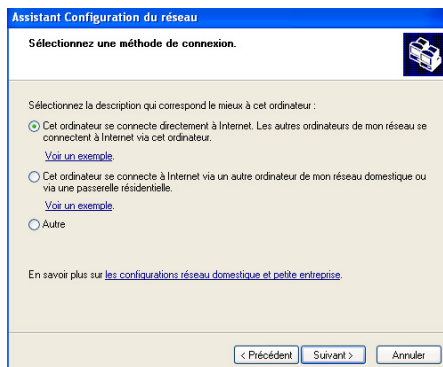 Assistant Configuration du réseau
Sélectionnez une méthode de connexion.
Sélectionnez la description qui correspond le mieux à cet ordinateur :
Cet ordinateur se connecte directement à Internet. Les autres ordinateurs de mon réseau se
connectent à Internet via cet ordinateur.
Voir un exemple.
Cet ordinateur se connecte à Internet via un autre ordinateur de mon réseau domestique ou
via une passerelle résidentielle.
Voir un exemple.
Autre
En savoir plus sur les configurations réseau domestique et petite entreprise.
< Précédent Suivant > Annuler